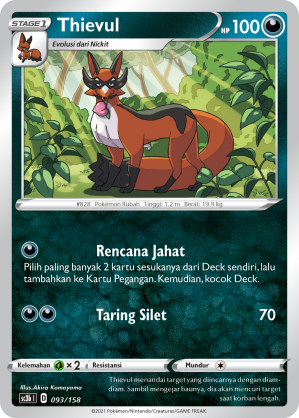 STAGE 1
Thievul
HP 100
Evolusi dari Nickit
#828 Pokémon Rubah. Tinggi: 1.2 m Berat: 19.9 kg
Rencana Jahat
Pilih paling banyak 2 kartu sesukanya dari Deck sendiri, lalu
tambahkan ke Kartu Pegangan. Kemudian, kocok Deck.
Taring Silet 70
Kelemahan ×2 Resistansi Mundur
Illus. Akira Komayama
sc3b I D 093/158
Thievul menandai target yang diincarnya dengan diam-
diam. Sambil mengejar baunya, dia akan mencuri target
saat korban lengah.
©2021 Pokémon/Nintendo/Creatures/GAME FREAK